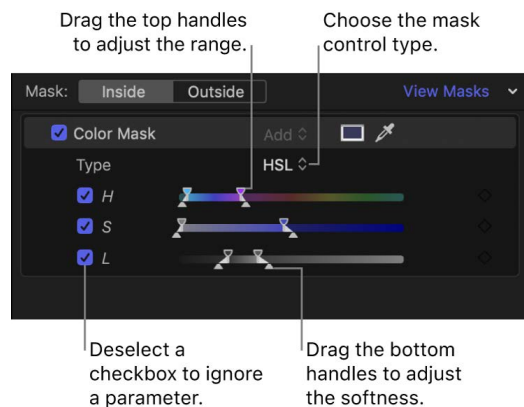 Drag the top handles
to adjust the range.
Choose the mask
control type.
Mask: Inside Outside View Masks
Color Mask Add
Type HSL
H
S
L
Deselect a
checkbox to ignore
a parameter.
Drag the bottom
handles to adjust
the softness.